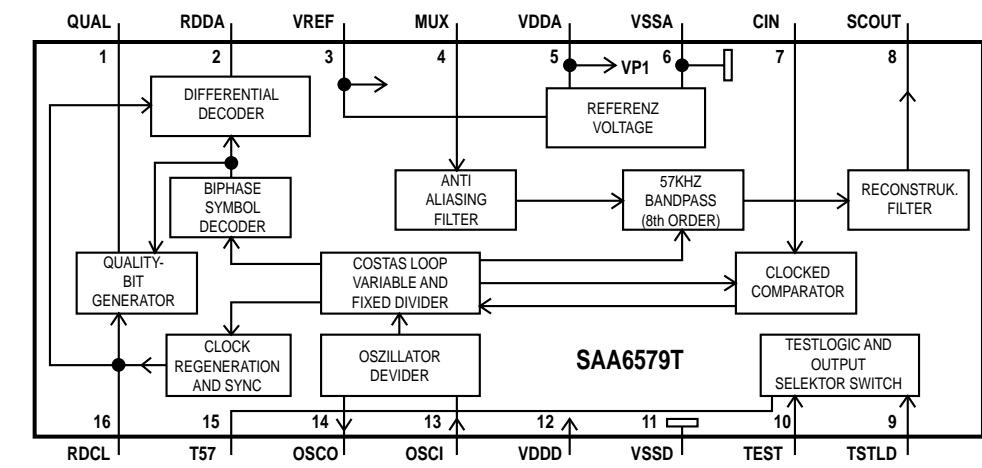 QUAL RDDA VREF MUX VDDA VSSA CIN SCOUT
1 2 3 4 5 6 7 8
VP1
DIFFERENTIAL
DECODER
REFERENZ
VOLTAGE
BIPHASE
SYMBOL
DECODER
ANTI
ALIASING
FILTER
57KHZ
BANDPASS
(8th ORDER)
RECONSTRUK.
FILTER
QUALITY-
BIT
GENERATOR
COSTAS LOOP
VARIABLE AND
FIXED DIVIDER
CLOCKED
COMPARATOR
CLOCK
REGENERATION
AND SYNC
OSZILLATOR
DEVIDER
SAA6579T
TESTLOGIC AND
OUTPUT
SELEKTOR SWITCH
16 15 14 13 12 11 10 9
RDCL T57 OSCO OSCI VDDD VSSD TEST TSTLD